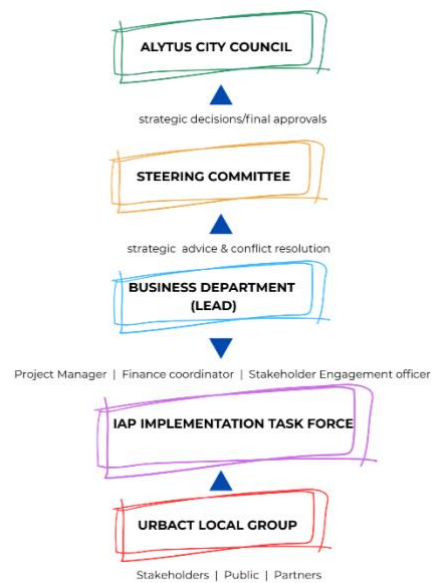 ALYTUS CITY COUNCIL
strategic decisions/final approvals
STEERING COMMITTEE
strategic advice & conflict resolution
BUSINESS DEPARTMENT
(LEAD)
Project Manager | Finance coordinator | Stakeholder Engagement officer
IAP IMPLEMENTATION TASK FORCE
URBACT LOCAL GROUP
Stakeholders | Public | Partners